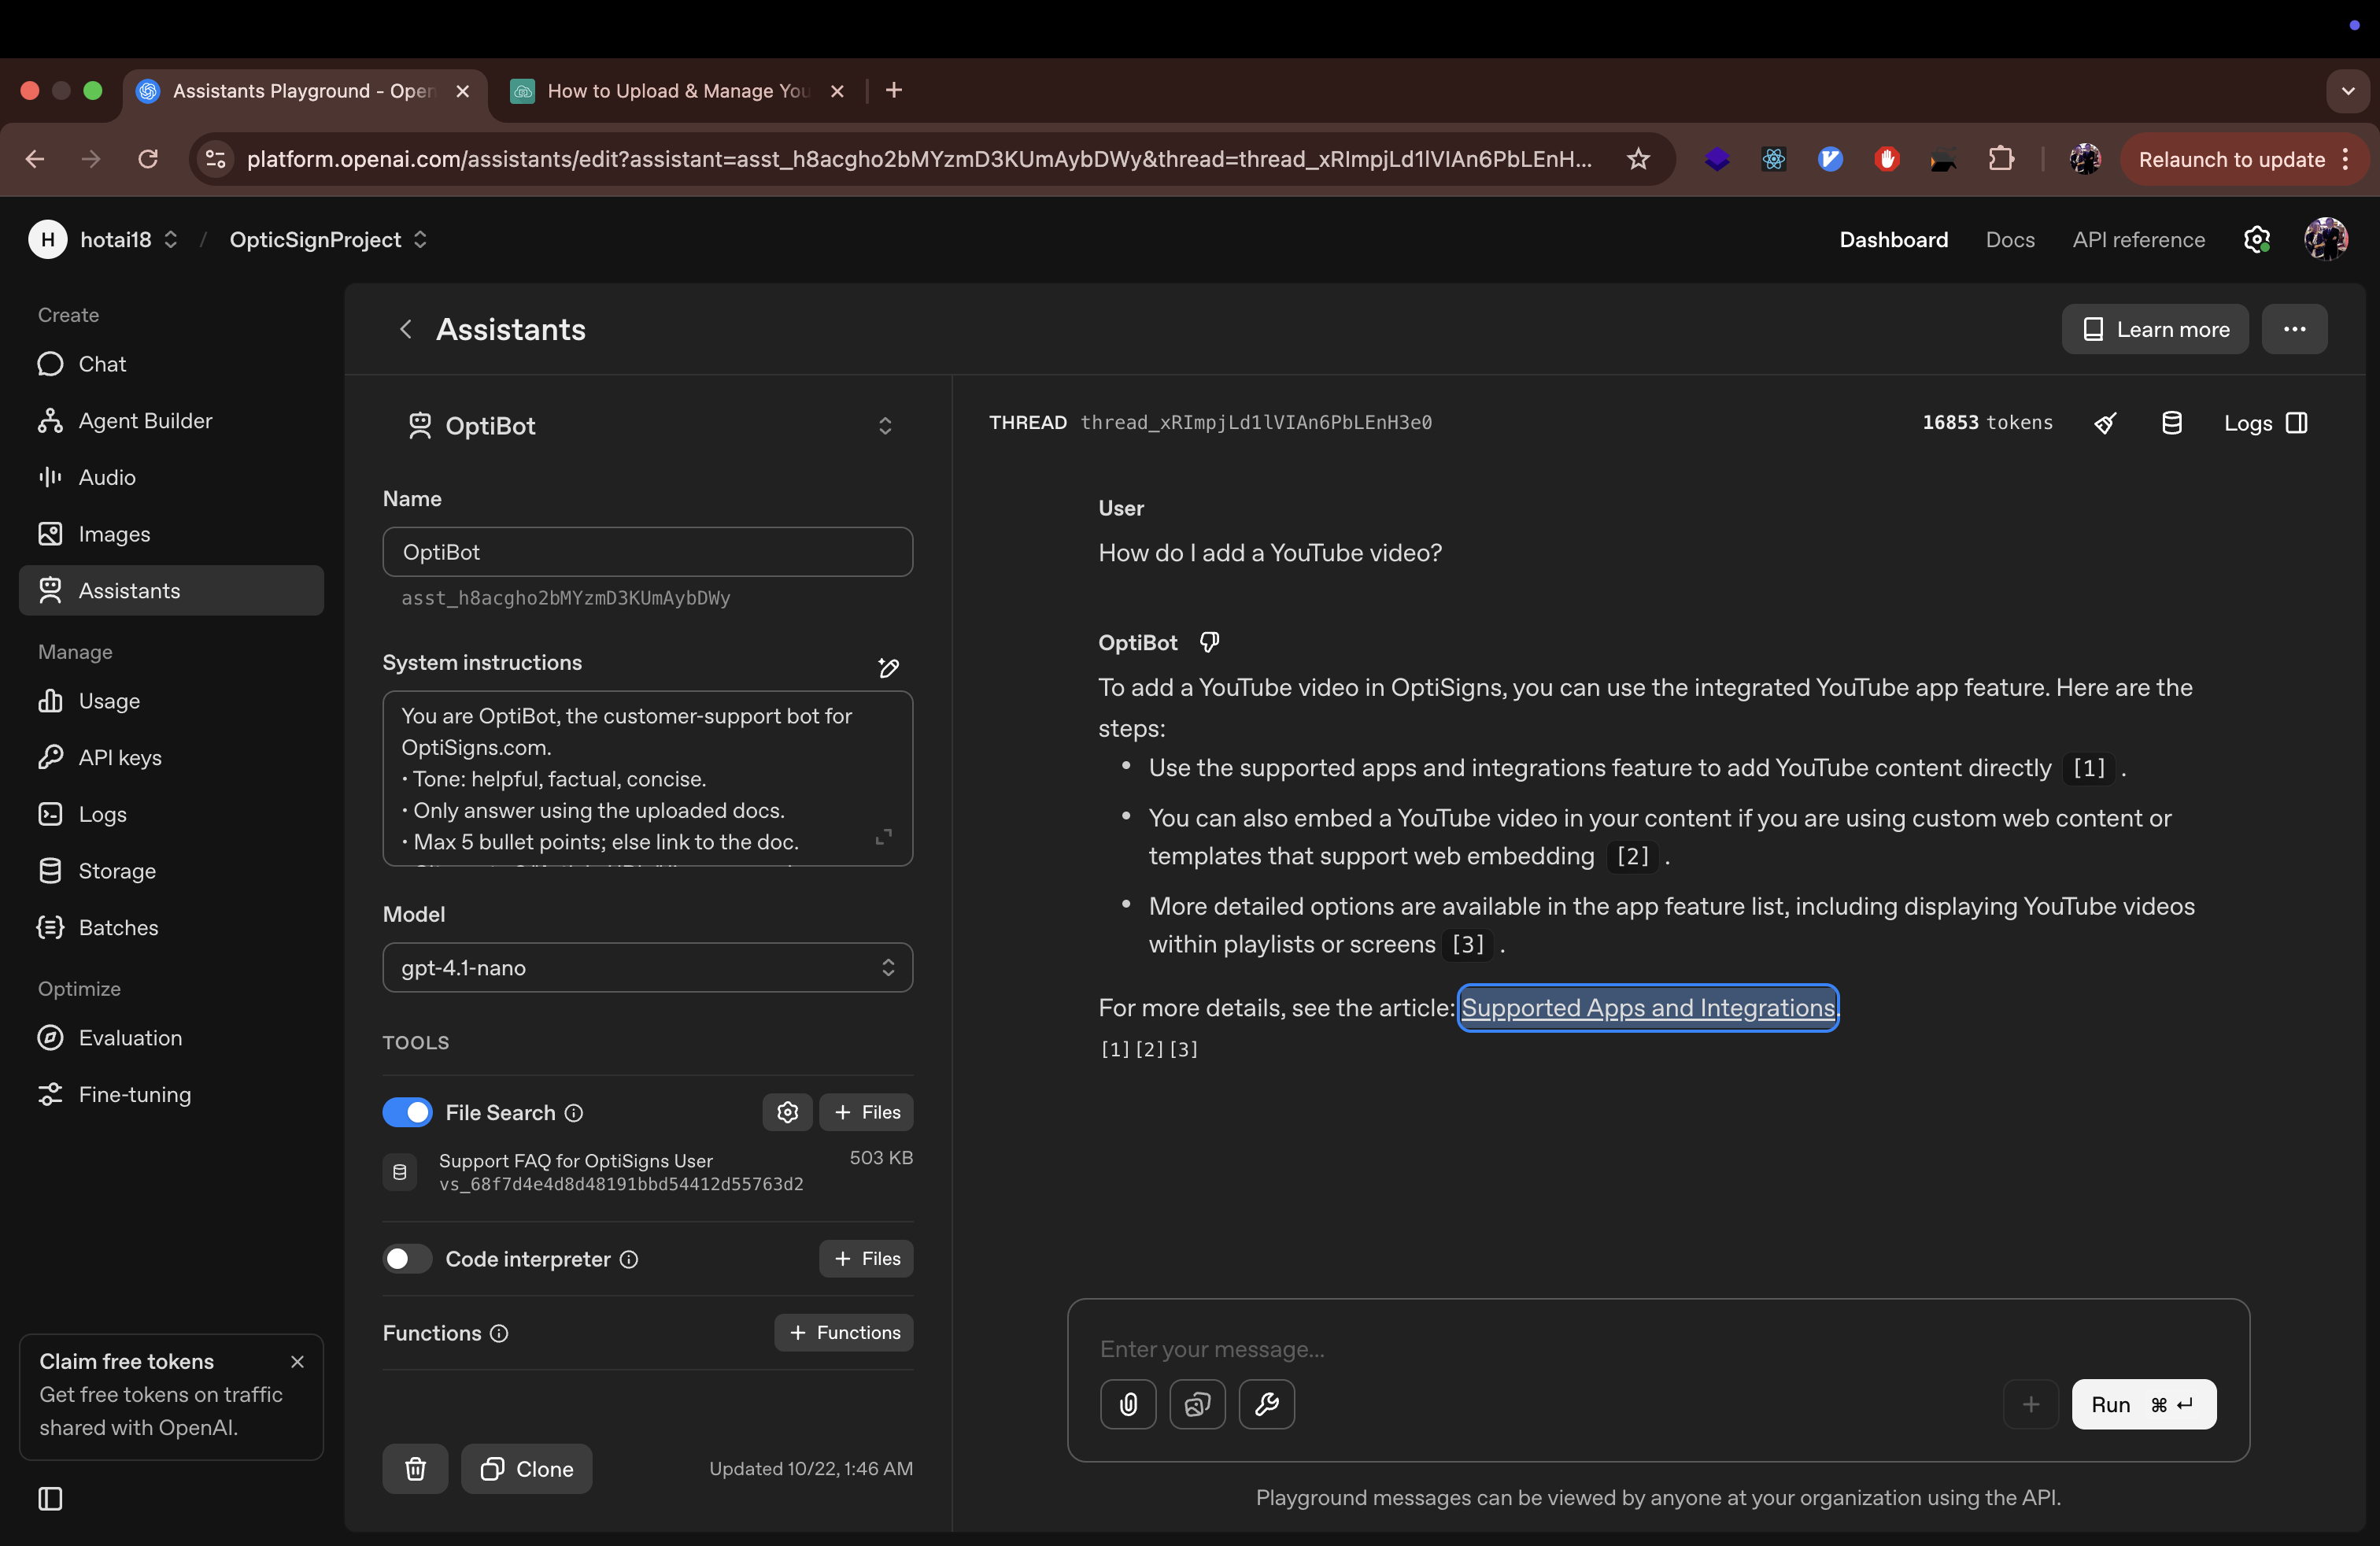 Assistants Playground - Open
How to Upload & Manage You
platform.openai.com/assistants/edit?assistant=asst_h8acgho2bMYzmD3KUmAybDWy&thread=thread_xRImpjLd1lVIAn6PbLEnH...
Relaunch to update
H hotai18 / OpticSignProject
Dashboard Docs API reference
Create
Chat
Agent Builder
Audio
Images
Assistants
Manage
Usage
API keys
Logs
Storage
Batches
Optimize
Evaluation
Fine-tuning
Claim free tokens
Get free tokens on traffic
shared with OpenAI.
Assistants
Learn more
OptiBot
Name
OptiBot
asst_h8acgho2bMYzmD3KUmAybDWy
System instructions
You are OptiBot, the customer-support bot for
OptiSigns.com.
• Tone: helpful, factual, concise.
• Only answer using the uploaded docs.
• Max 5 bullet points; else link to the doc.
Model
gpt-4.1-nano
TOOLS
File Search + Files
Support FAQ for OptiSigns User 503 KB
vs_68f7d4e4d8d48191bbd54412d55763d2
Code interpreter + Files
Functions + Functions
Clone Updated 10/22, 1:46 AM
THREAD thread_xRImpjLd1lVIAn6PbLEnH3e0 16853 tokens Logs
User
How do I add a YouTube video?
OptiBot
To add a YouTube video in OptiSigns, you can use the integrated YouTube app feature. Here are the
steps:
• Use the supported apps and integrations feature to add YouTube content directly [1] .
• You can also embed a YouTube video in your content if you are using custom web content or
templates that support web embedding [2] .
• More detailed options are available in the app feature list, including displaying YouTube videos
within playlists or screens [3] .
For more details, see the article: Supported Apps and Integrations.
[1][2][3]
Enter your message...
Run ⌘ ↵
Playground messages can be viewed by anyone at your organization using the API.